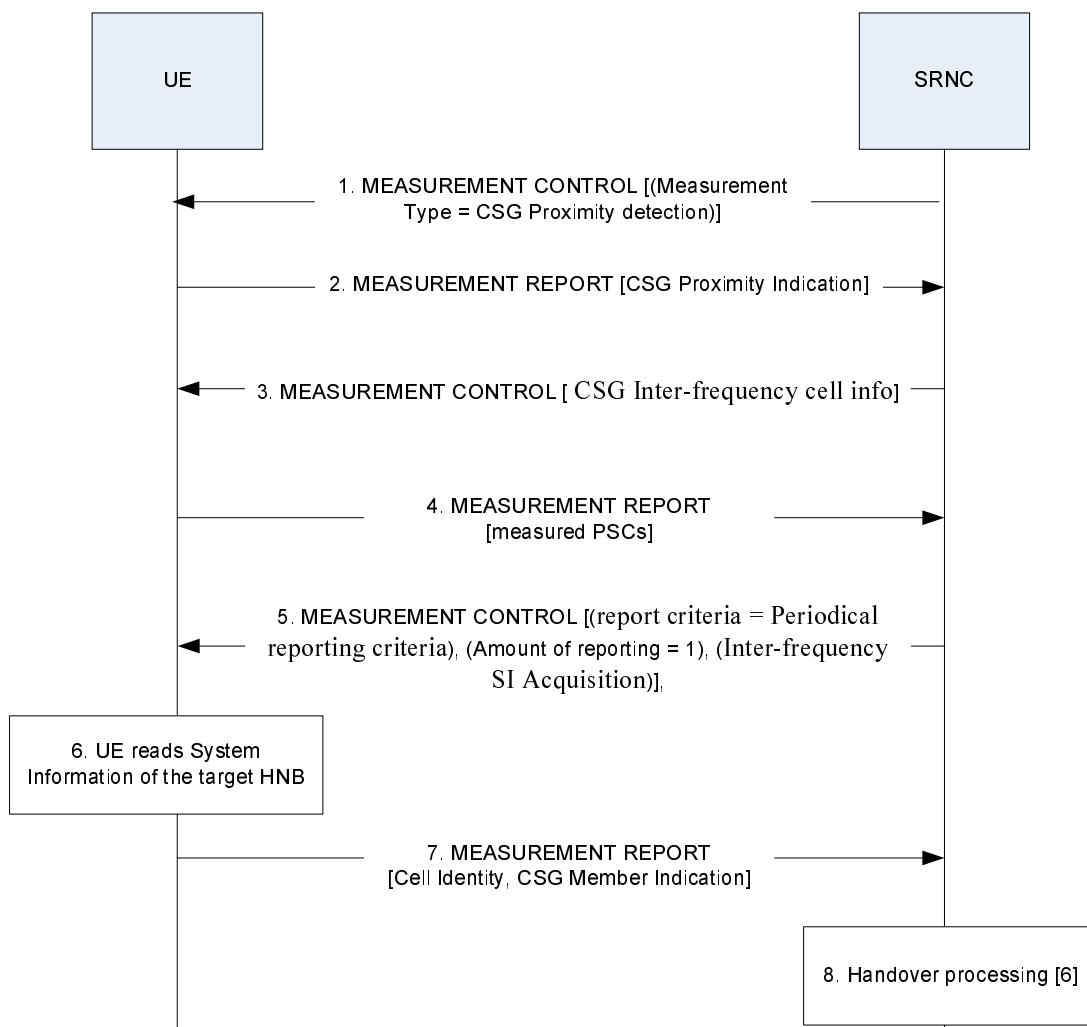 UE
SRNC
1. MEASUREMENT CONTROL [(Measurement
Type = CSG Proximity detection)]
2. MEASUREMENT REPORT [CSG Proximity Indication]
3. MEASUREMENT CONTROL [ CSG Inter-frequency cell info]
4. MEASUREMENT REPORT
[measured PSCs]
5. MEASUREMENT CONTROL [(report criteria = Periodical
reporting criteria), (Amount of reporting = 1), (Inter-frequency
SI Acquisition)],
6. UE reads System
Information of the target HNB
7. MEASUREMENT REPORT
[Cell Identity, CSG Member Indication]
8. Handover processing [6]